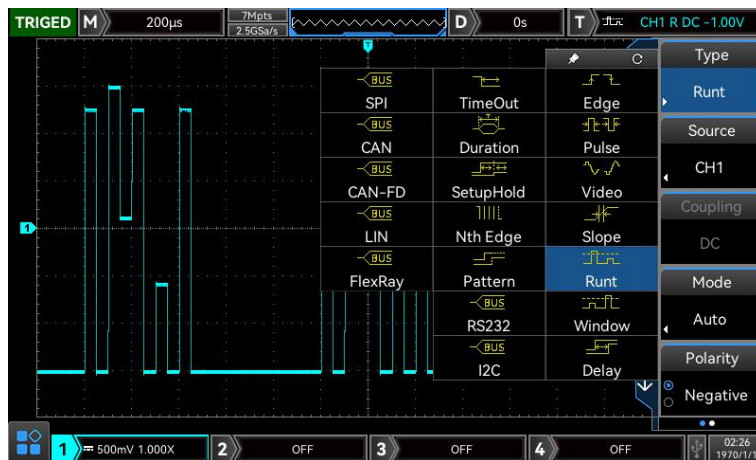 TRIGED M 200μs 7Mpts D 0s T CH1 R DC -1.00V
2.5GSa/s
T
Type
Runt
Source
CH1
Coupling
DC
Mode
Auto
Polarity
Negative
BUS
SPI TimeOut Edge
BUS
CAN Duration Pulse
BUS
CAN-FD SetupHold Video
BUS
LIN Nth Edge Slope
BUS
FlexRay Pattern Runt
BUS
RS232 Window
BUS
I2C Delay
1
1 500mV 1.000X 2 OFF 3 OFF 4 OFF 02:26